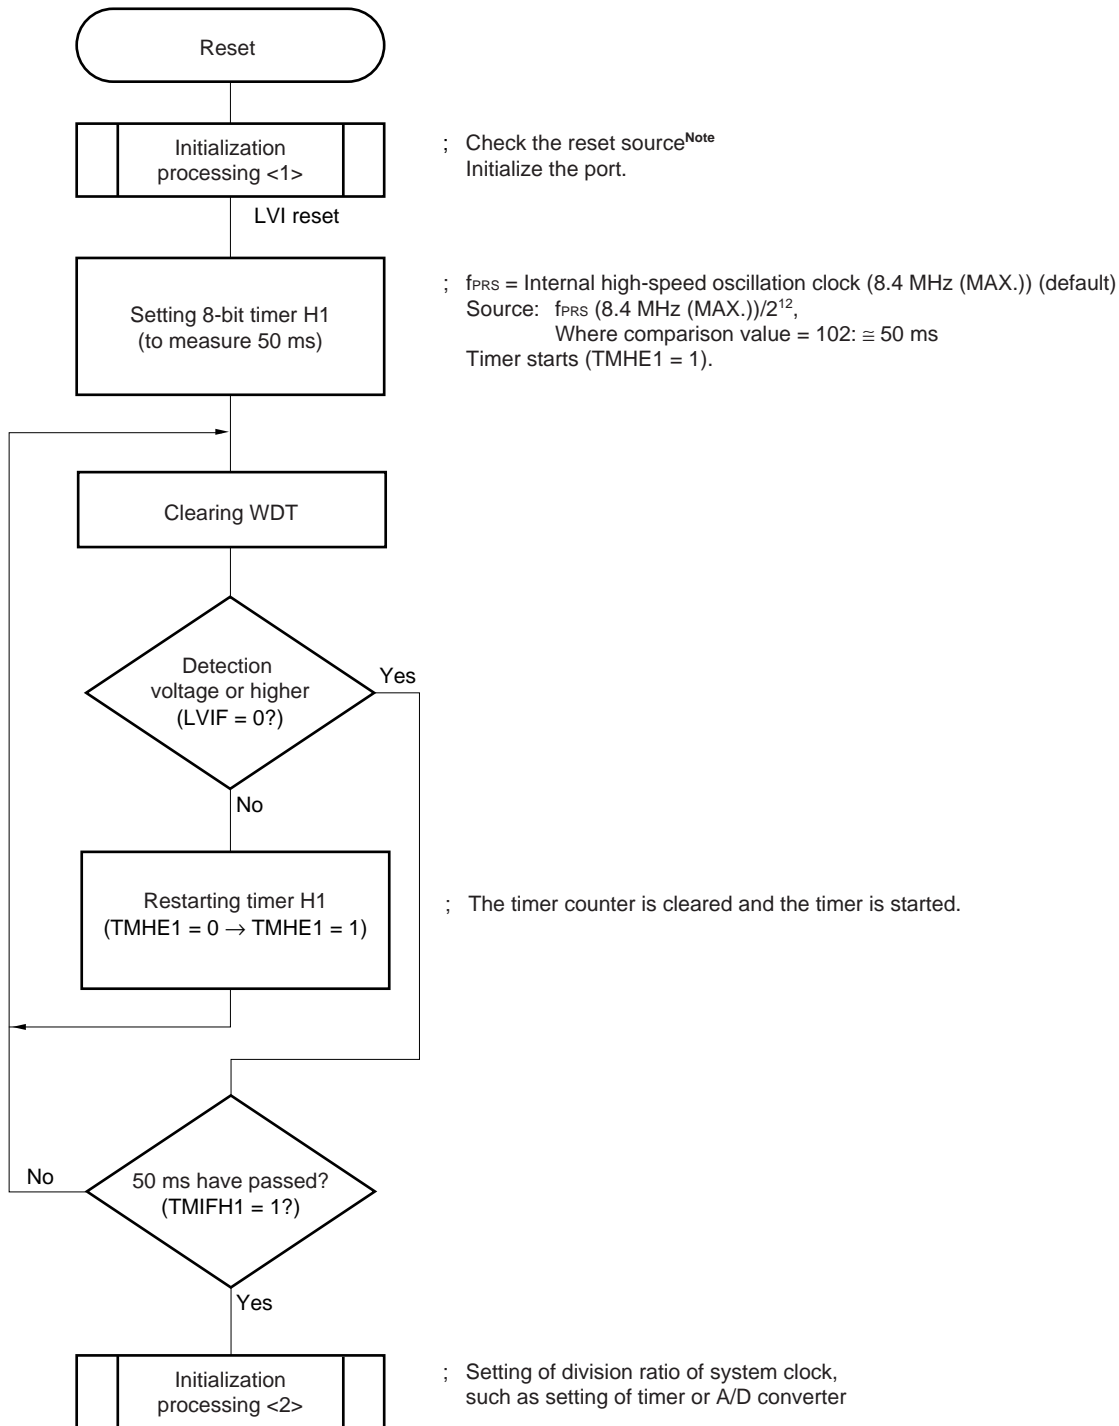 Reset
Initialization
processing <1>
; Check the reset sourceNote
Initialize the port.
LVI reset
Setting 8-bit timer H1
(to measure 50 ms)
; fPRS = Internal high-speed oscillation clock (8.4 MHz (MAX.)) (default)
Source: fPRS (8.4 MHz (MAX.))/2¹²,
Where comparison value = 102: ≅ 50 ms
Timer starts (TMHE1 = 1).
Clearing WDT
Detection
voltage or higher
(LVIF = 0?)
Yes
No
Restarting timer H1
(TMHE1 = 0 → TMHE1 = 1)
; The timer counter is cleared and the timer is started.
50 ms have passed?
(TMIFH1 = 1?)
No
Yes
Initialization
processing <2>
; Setting of division ratio of system clock,
such as setting of timer or A/D converter